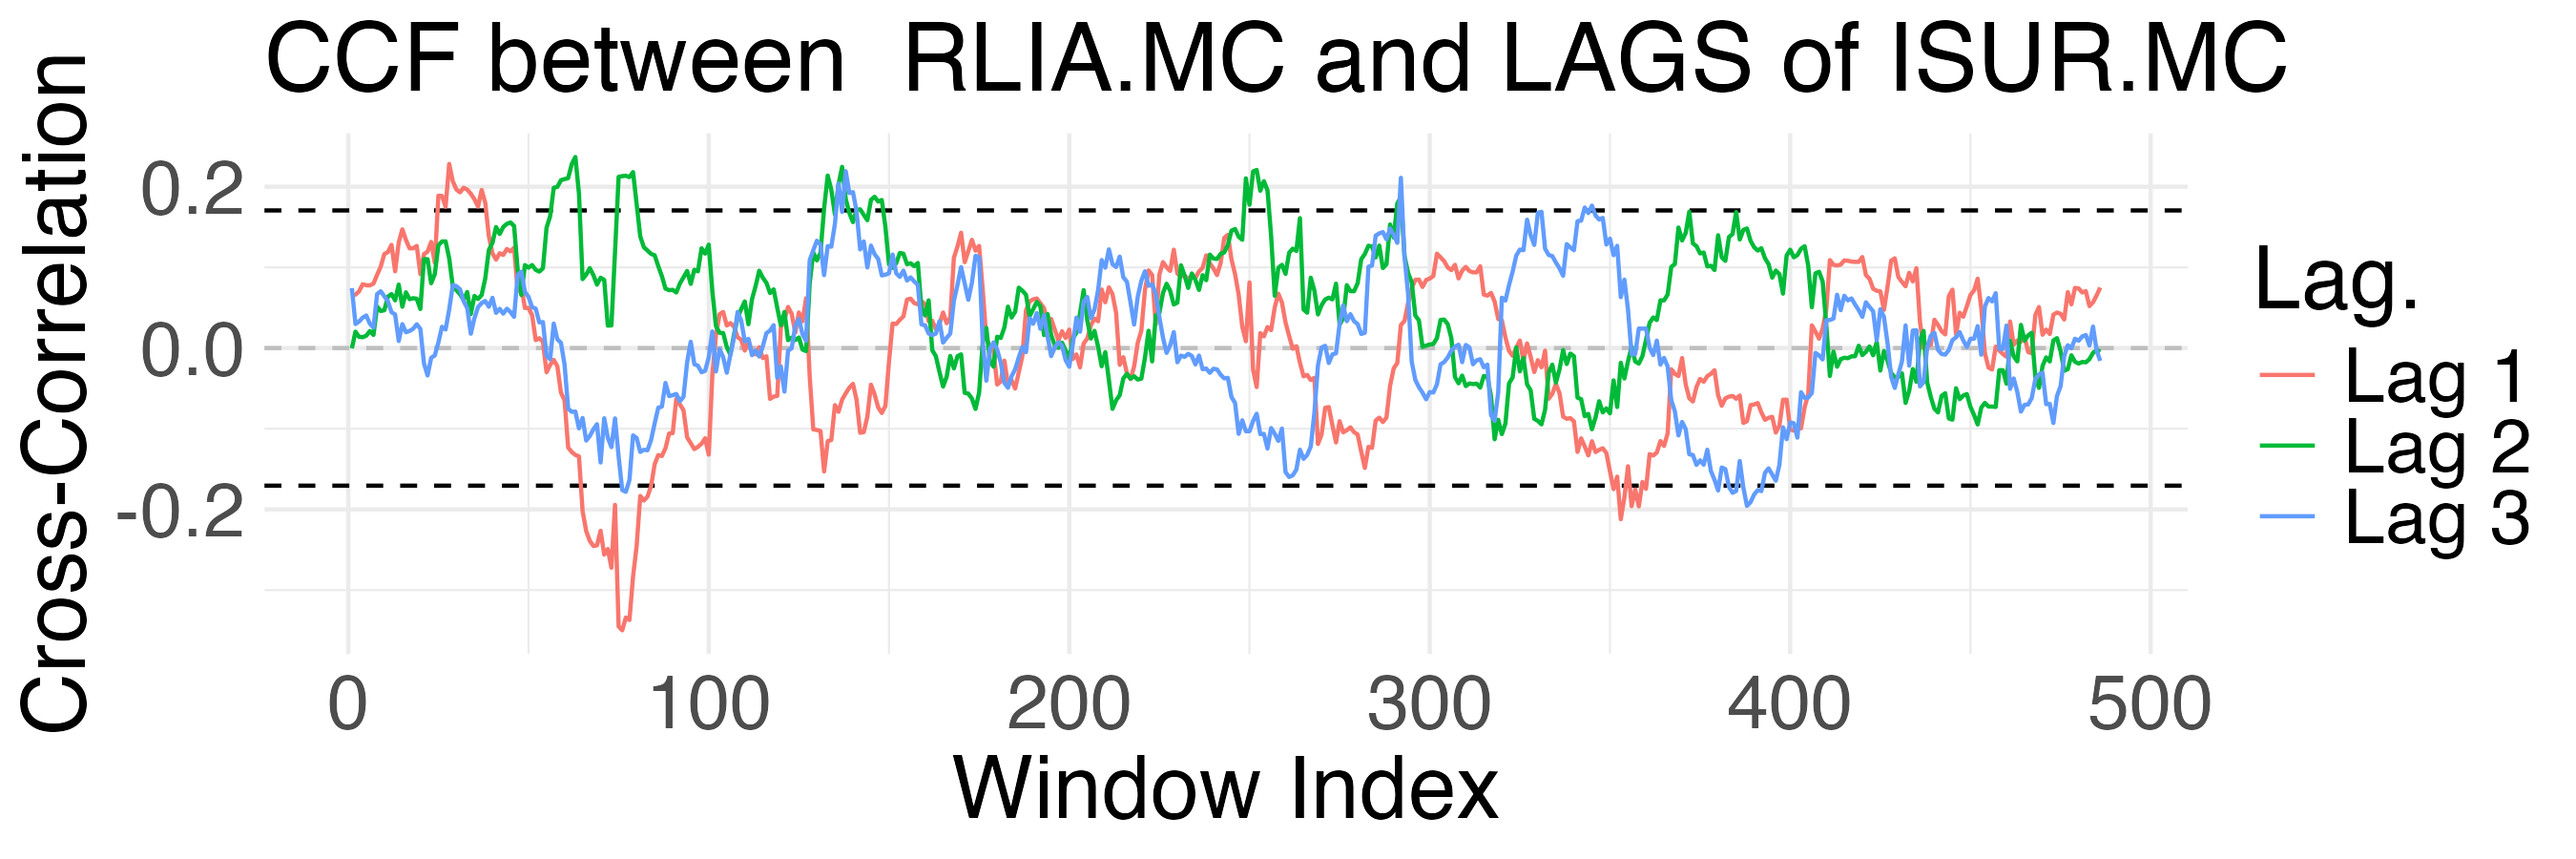 CCF between  RLIA.MC and LAGS of ISUR.MC
Cross-Correlation
0.2
0.0
-0.2
0
100
200
300
400
500
Window Index
Lag.
Lag 1
Lag 2
Lag 3